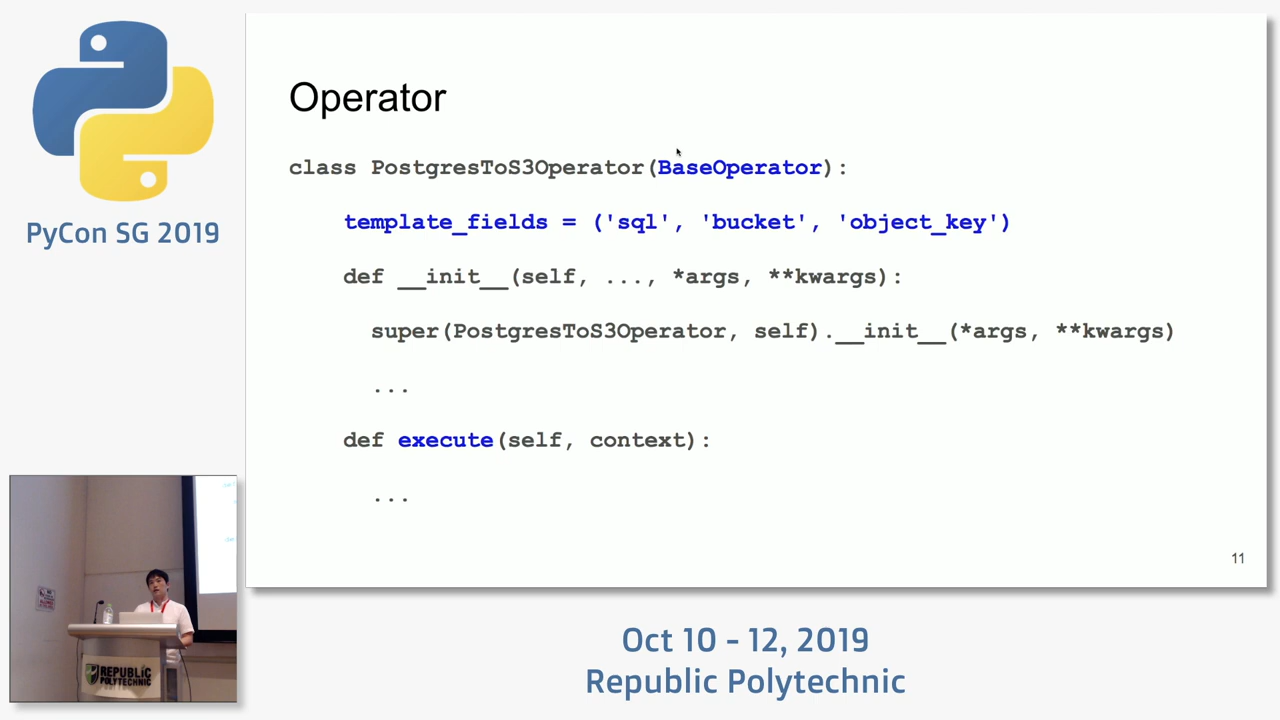 PyCon SG 2019
Operator
class PostgresToS3Operator(BaseOperator):
template_fields = ('sql', 'bucket', 'object_key')
def __init__(self, ..., *args, **kwargs):
super(PostgresToS3Operator, self).__init__(*args, **kwargs)
...
def execute(self, context):
...
11
REPUBLIC
POLYTECHNIC
Oct 10 - 12, 2019
Republic Polytechnic